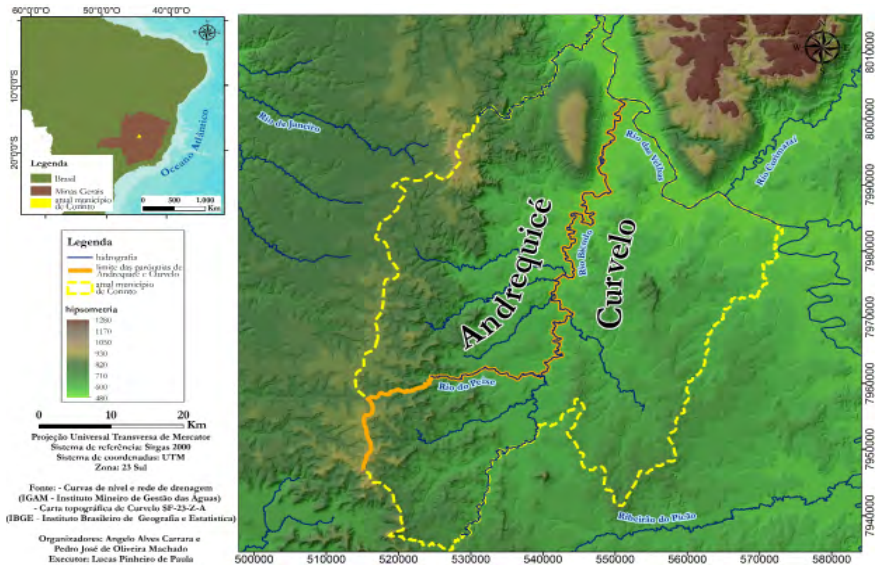 60°0'0"O
50°0'0"O
40°0'0"O
10°0'0"S
20°0'0"S
Oceano Atlântico
Legenda
Brasil
Minas Gerais
atual município
de Corinto
0 500 1.000
Km
Legenda
hidrografia
limite das paróquias de
Andrequicé e Curvelo
atual município
de Corinto
hipsometria
1260
1170
1050
930
820
710
600
480
0 10 20
Km
Projeção Universal Transversa de Mercator
Sistema de referência: Sirgas 2000
Sistema de coordenadas: UTM
Zona: 23 Sul
Fonte: - Curvas de nível e rede de drenagem
(IGAM - Instituto Mineiro de Gestão das Águas)
- Carta topográfica de Curvelo SF-23-Z-A
(IBGE - Instituto Brasileiro de Geografia e Estatística)
Organizadores: Angelo Alves Carrara e
Pedro José de Oliveira Machado
Executor: Lucas Pinheiro de Paula
Rio de Janeiro
Rio das Velhas
Rio Curimataí
Andrequicé
Rio Bicudo
Curvelo
Rio do Peixe
Ribeirão do Picão
8010000
8000000
7990000
7980000
7970000
7960000
7950000
7940000
500000 510000 520000 530000 540000 550000 560000 570000 580000